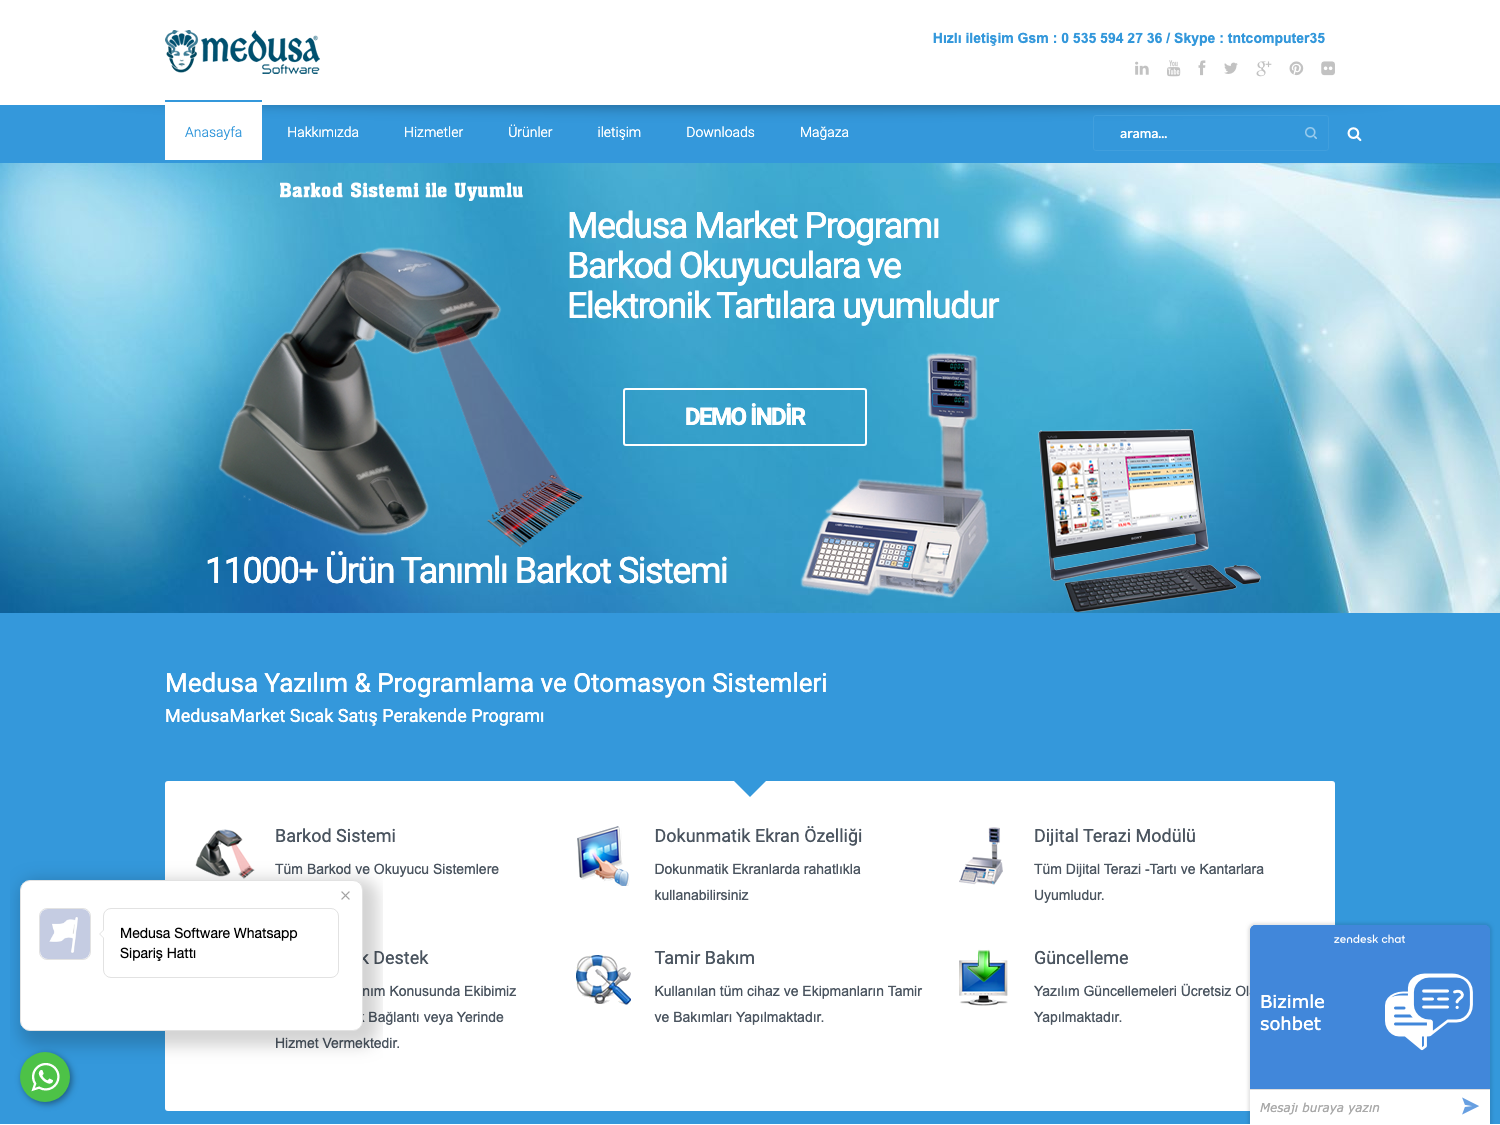 medusa
Software
Hızlı iletişim Gsm : 0 535 594 27 36 / Skype : tntcomputer35
Anasayfa
Hakkımızda
Hizmetler
Ürünler
iletişim
Downloads
Mağaza
arama...
Barkod Sistemi ile Uyumlu
Medusa Market Programı
Barkod Okuyuculara ve
Elektronik Tartılara uyumludur
DEMO İNDİR
11000+ Ürün Tanımlı Barkot Sistemi
Medusa Yazılım & Programlama ve Otomasyon Sistemleri
MedusaMarket Sıcak Satış Perakende Programı
Barkod Sistemi
Tüm Barkod ve Okuyucu Sistemlere
Dokunmatik Ekran Özelliği
Dokunmatik Ekranlarda rahatlıkla
kullanabilirsiniz
Dijital Terazi Modülü
Tüm Dijital Terazi -Tartı ve Kantarlara
Uyumludur.
k Destek
nım Konusunda Ekibimiz
Bağlantı veya Yerinde
Hizmet Vermektedir.
Tamir Bakım
Kullanılan tüm cihaz ve Ekipmanların Tamir
ve Bakımları Yapılmaktadır.
Güncelleme
Yazılım Güncellemeleri Ücretsiz Ol
Yapılmaktadır.
Medusa Software Whatsapp
Sipariş Hattı
zendesk chat
Bizimle
sohbet
Mesajı buraya yazın